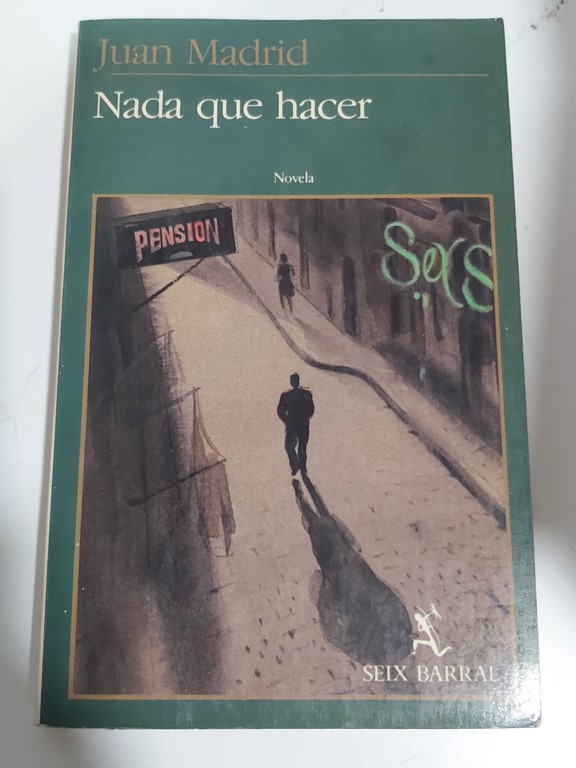 Juan Madrid
Nada que hacer
Novela
PENSION
SexS
SEIX BARRAL